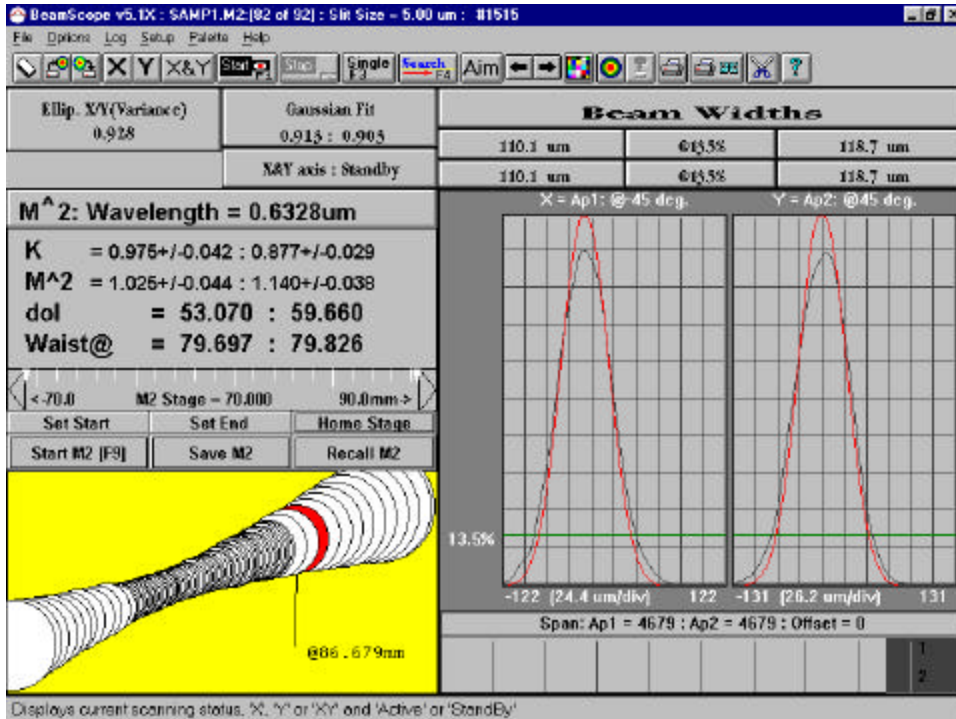 BeamScope v5.1X : SAMP1.M2:[82 of 92] : Slit Size = 5.00 um : #1515
File Options Log Setup Palette Help
X Y X&Y Start F1 Stop Single F3 Search F4 Aim
Ellip. X/Y(Variance)
0.928
Gaussian Fit
0.913 : 0.903
X&Y axis : Standby
Beam Widths
110.1 um @13.5% 118.7 um
110.1 um @13.5% 118.7 um
M^2: Wavelength = 0.6328um
K = 0.975+/-0.042 : 0.877+/-0.029
M^2 = 1.025+/-0.044 : 1.140+/-0.038
dol = 53.070 : 59.660
Waist@ = 79.697 : 79.826
<-70.0 M2 Stage = 70.000 90.0mm->
Set Start Set End Home Stage
Start M2 [F9] Save M2 Recall M2
@86.679mm
X = Ap1: @-45 deg. Y = Ap2: @45 deg.
13.5%
-122 (24.4 um/div) 122 -131 (26.2 um/div) 131
Span: Ap1 = 4679 : Ap2 = 4679 : Offset = 0
1
2
Displays current scanning status, 'X', 'Y' or 'XY' and 'Active' or 'StandBy'